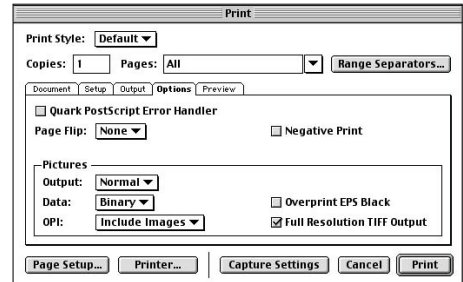 Print
Print Style: Default
Copies: 1 Pages: All Range Separators...
Document Setup Output Options Preview
Quark PostScript Error Handler
Page Flip: None Negative Print
Pictures
Output: Normal
Data: Binary Overprint EPS Black
OPI: Include Images Full Resolution TIFF Output
Page Setup... Printer... Capture Settings Cancel Print